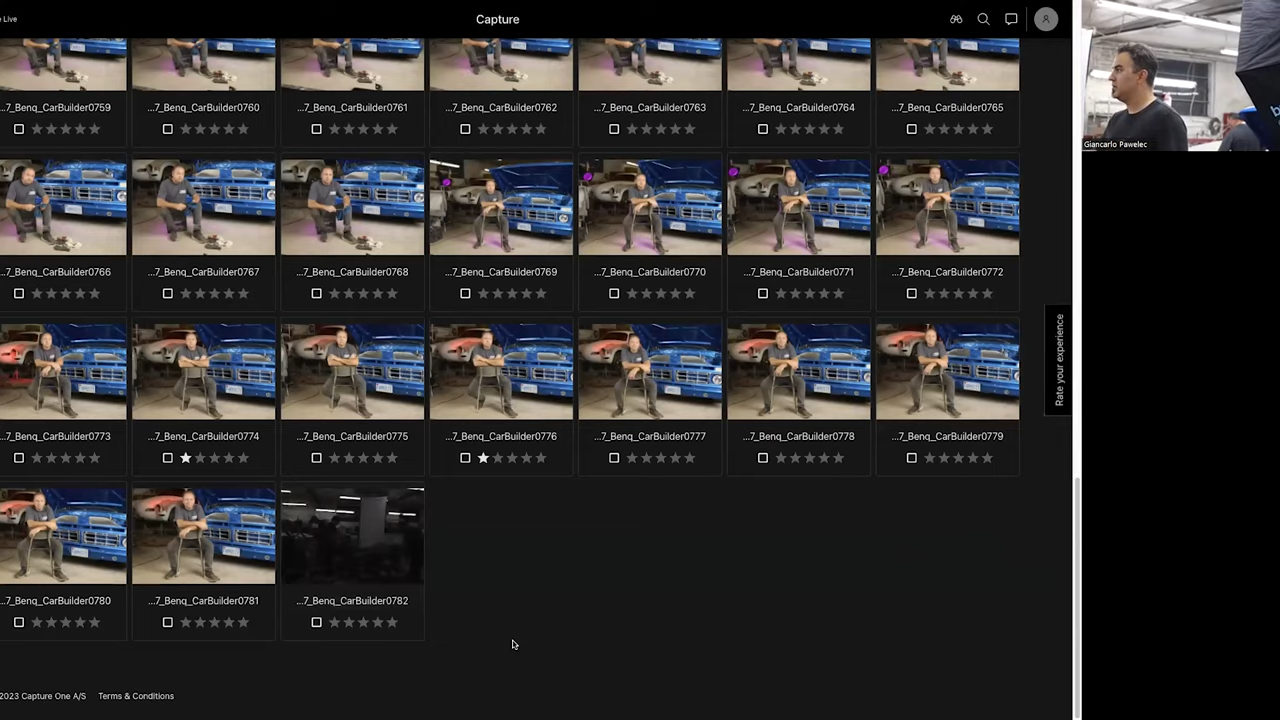 e Live
Capture
Giancarlo Pawelec
...7_Benq_CarBuilder0759
...7_Benq_CarBuilder0760
...7_Benq_CarBuilder0761
...7_Benq_CarBuilder0762
...7_Benq_CarBuilder0763
...7_Benq_CarBuilder0764
...7_Benq_CarBuilder0765
...7_Benq_CarBuilder0766
...7_Benq_CarBuilder0767
...7_Benq_CarBuilder0768
...7_Benq_CarBuilder0769
...7_Benq_CarBuilder0770
...7_Benq_CarBuilder0771
...7_Benq_CarBuilder0772
Rate your experience
...7_Benq_CarBuilder0773
...7_Benq_CarBuilder0774
...7_Benq_CarBuilder0775
...7_Benq_CarBuilder0776
...7_Benq_CarBuilder0777
...7_Benq_CarBuilder0778
...7_Benq_CarBuilder0779
...7_Benq_CarBuilder0780
...7_Benq_CarBuilder0781
...7_Benq_CarBuilder0782
2023 Capture One A/S Terms & Conditions